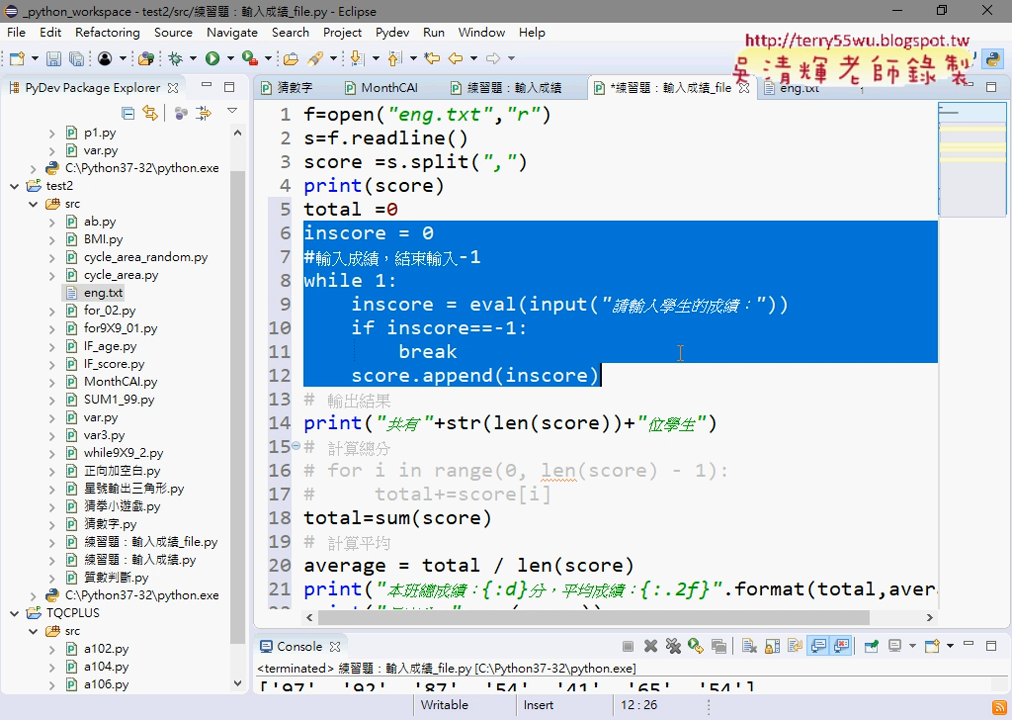 _python_workspace - test2/src/練習題：輸入成績_file.py - Eclipse
File Edit Refactoring Source Navigate Search Project Pydev Run Window Help
http://terry55wu.blogspot.tw
吳清輝老師錄製
PyDev Package Explorer
猜數字 MonthCAI 練習題：輸入成績 *練習題：輸入成績_file eng.txt
p1.py
var.py
C:\Python37-32\python.exe
test2
src
ab.py
BMI.py
cycle_area_random.py
cycle_area.py
eng.txt
for_02.py
for9X9_01.py
IF_age.py
IF_score.py
MonthCAI.py
SUM1_99.py
var.py
var3.py
while9X9_2.py
正向加空白.py
星號輸出三角形.py
猜拳小遊戲.py
猜數字.py
練習題：輸入成績_file.py
練習題：輸入成績.py
質數判斷.py
C:\Python37-32\python.exe
TQCPLUS
src
a102.py
a104.py
a106.py
1 f=open("eng.txt","r")
2 s=f.readline()
3 score =s.split(",")
4 print(score)
5 total =0
6 inscore = 0
7 #輸入成績，結束輸入-1
8 while 1:
9 inscore = eval(input("請輸入學生的成績："))
10 if inscore==-1:
11 break
12 score.append(inscore)
13 # 輸出結果
14 print("共有"+str(len(score))+"位學生")
15 # 計算總分
16 # for i in range(0, len(score) - 1):
17 # total+=score[i]
18 total=sum(score)
19 # 計算平均
20 average = total / len(score)
21 print("本班總成績：{:d}分，平均成績：{:.2f}".format(total,aver
Console
<terminated> 練習題：輸入成績_file.py [C:\Python37-32\python.exe]
['97', '92', '87', '54', '41', '65', '54']
Writable Insert 12 : 26